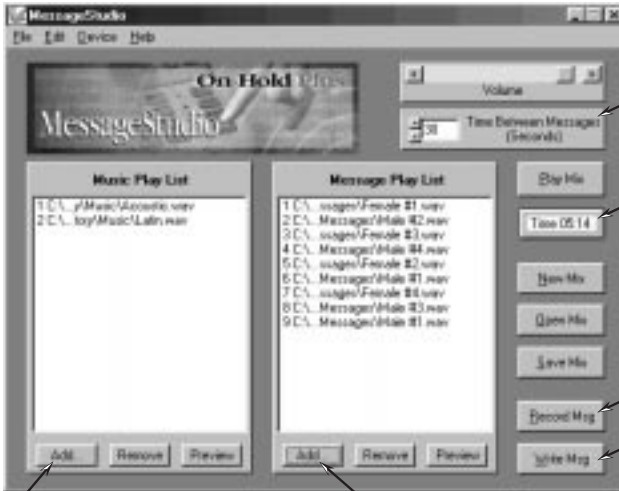 MessageStudio
File Edit Device Help
On Hold Plus
MessageStudio
Volume
30 Time Between Messages
(Seconds)
Music Play List
1 C:\...y\Music\Acoustic.wav
2 C:\...tory\Music\Latin.wav
Add...
Remove
Preview
Message Play List
1 C:\...ssages\Female #1.wav
2 C:\...Messages\Male #2.wav
3 C:\...ssages\Female #3.wav
4 C:\...Messages\Male #4.wav
5 C:\...ssages\Female #2.wav
6 C:\...Messages\Male #1.wav
7 C:\...ssages\Female #4.wav
8 C:\...Messages\Male #3.wav
9 C:\...Messages\Male #1.wav
Add...
Remove
Preview
Play Mix
Time 05:14
New Mix
Open Mix
Save Mix
Record Msg
Write Msg